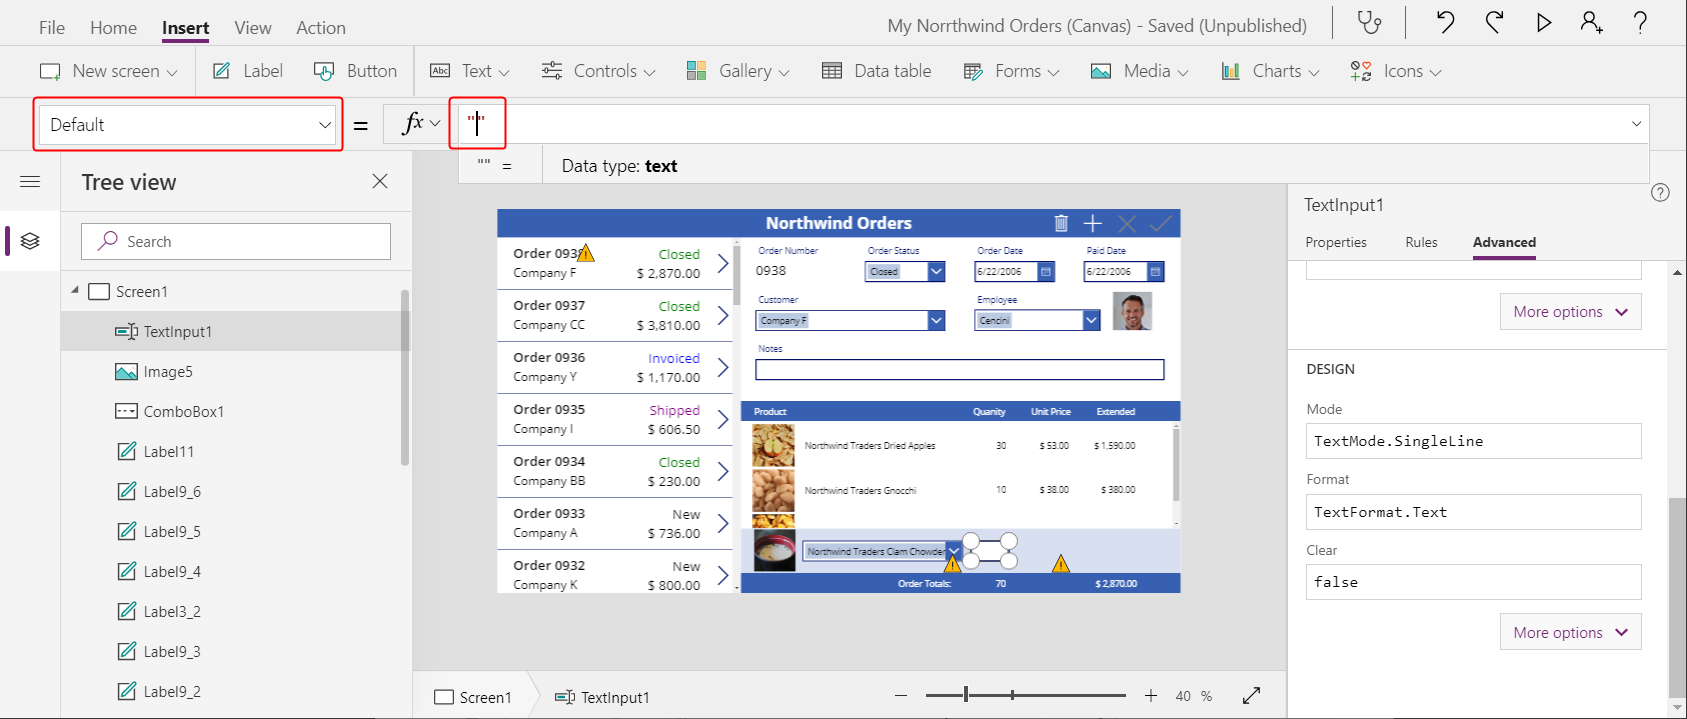 File Home Insert View Action My Norrthwind Orders (Canvas) - Saved (Unpublished) ?
New screen Label Button Abc Text Controls Gallery Data table Forms Media Charts Icons
Default = fx ""
"" = Data type: text
Tree view
Search
Screen1
TextInput1
Image5
ComboBox1
Label11
Label9_6
Label9_5
Label9_4
Label3_2
Label9_3
Label9_2
Northwind Orders
Order 0938 Closed
Company F $ 2,870.00
Order 0937 Closed
Company CC $ 3,810.00
Order 0936 Invoiced
Company Y $ 1,170.00
Order 0935 Shipped
Company I $ 606.50
Order 0934 Closed
Company BB $ 230.00
Order 0933 New
Company A $ 736.00
Order 0932 New
Company K $ 800.00
Order Number Order Status Order Date Paid Date
0938 Closed 6/22/2006 6/22/2006
Customer Employee
Company F Cencini
Notes
Product Quanity Unit Price Extended
Northwind Traders Dried Apples 30 $ 53.00 $ 1,590.00
Northwind Traders Gnocchi 10 $ 38.00 $ 380.00
Northwind Traders Clam Chowder
Order Totals: 70 $ 2,870.00
Screen1 TextInput1 40 %
?
TextInput1
Properties Rules Advanced
More options
DESIGN
Mode
TextMode.SingleLine
Format
TextFormat.Text
Clear
false
More options